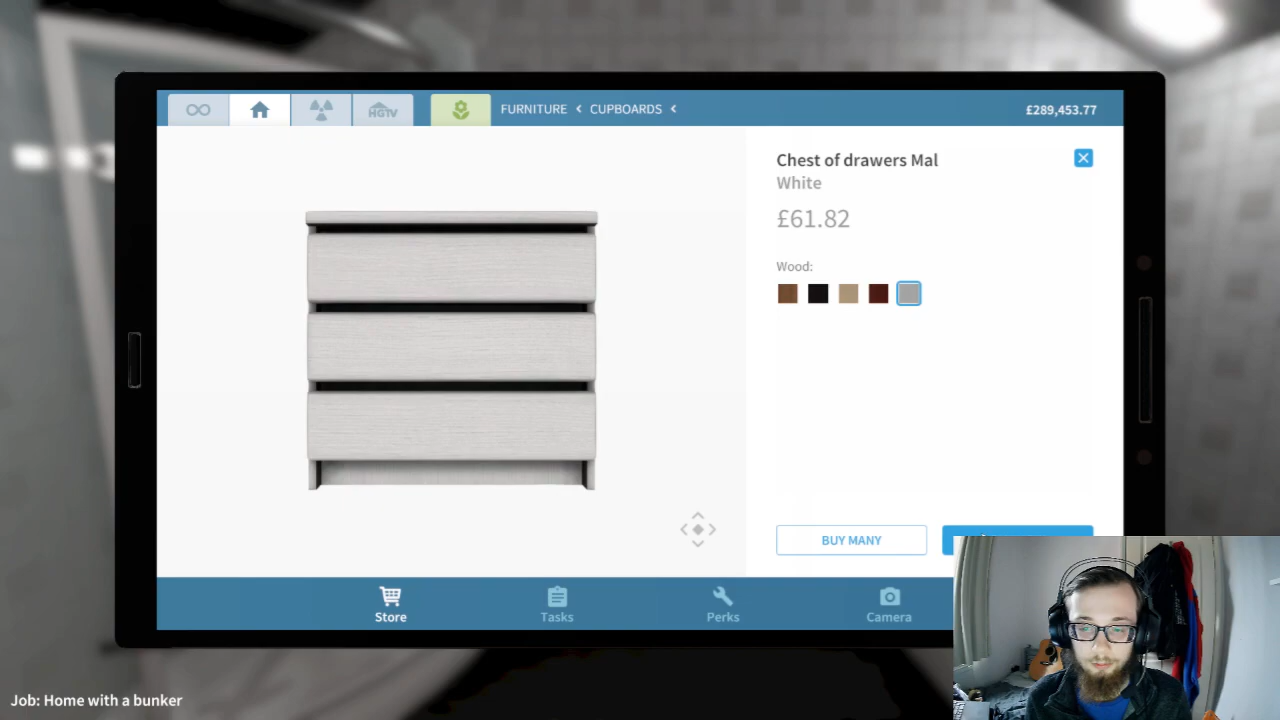 HGTV
FURNITURE < CUPBOARDS <
£289,453.77
Chest of drawers Mal
White
£61.82
Wood:
BUY MANY
Store
Tasks
Perks
Camera
Job: Home with a bunker